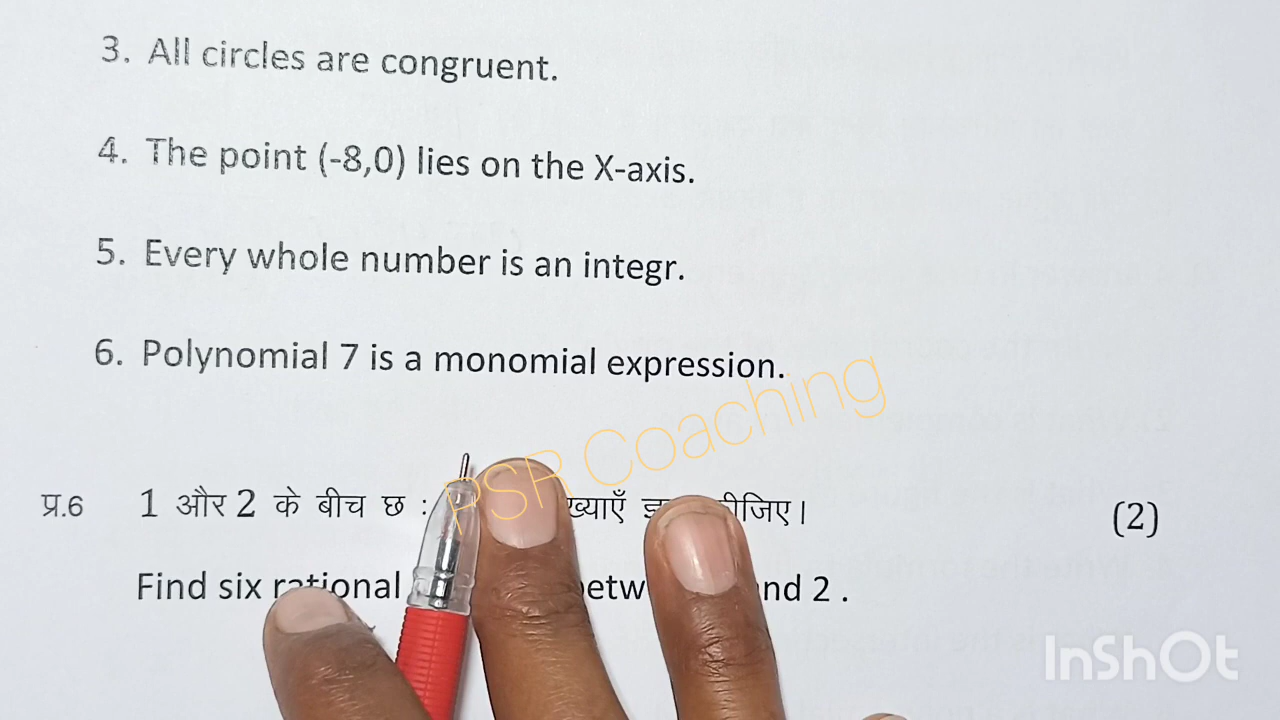 3. All circles are congruent.
4. The point (-8,0) lies on the X-axis.
5. Every whole number is an integr.
6. Polynomial 7 is a monomial expression.
PSR Coaching
प्र.6 1 और 2 के बीच छ : (2)
Find six rational and 2 .
InShOt